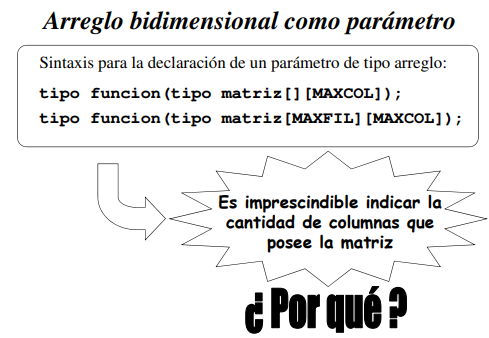 Arreglo bidimensional como parámetro
Sintaxis para la declaración de un parámetro de tipo arreglo:
tipo funcion(tipo matriz[][MAXCOL]);
tipo funcion(tipo matriz[MAXFIL][MAXCOL]);
Es imprescindible indicar la
cantidad de columnas que
posee la matriz
¿Por qué?